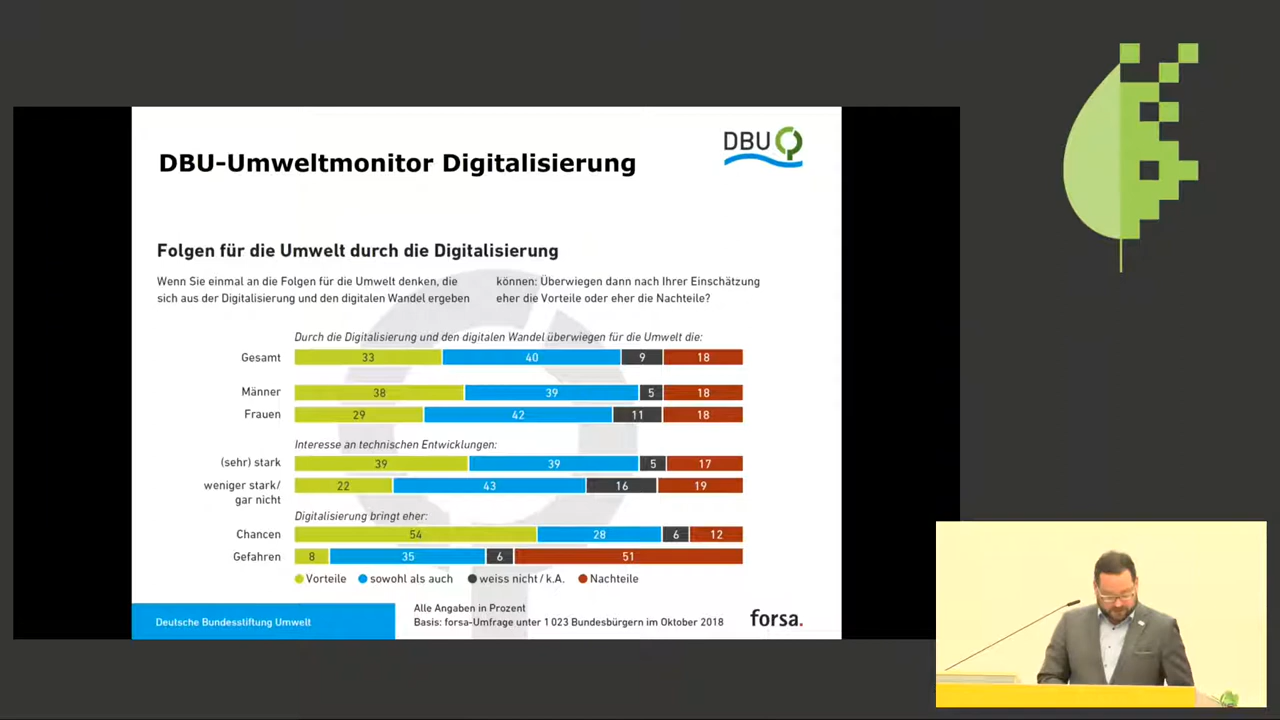 DBU-Umweltmonitor Digitalisierung
DBU
Folgen für die Umwelt durch die Digitalisierung
Wenn Sie einmal an die Folgen für die Umwelt denken, die
sich aus der Digitalisierung und den digitalen Wandel ergeben
können: Überwiegen dann nach Ihrer Einschätzung
eher die Vorteile oder eher die Nachteile?
Durch die Digitalisierung und den digitalen Wandel überwiegen für die Umwelt die:
Gesamt 33 40 9 18
Männer 38 39 5 18
Frauen 29 42 11 18
Interesse an technischen Entwicklungen:
(sehr) stark 39 39 5 17
weniger stark/ 22 43 16 19
gar nicht
Digitalisierung bringt eher:
Chancen 54 28 6 12
Gefahren 8 35 6 51
Vorteile sowohl als auch weiss nicht / k.A. Nachteile
Deutsche Bundesstiftung Umwelt
Alle Angaben in Prozent
Basis: forsa-Umfrage unter 1 023 Bundesbürgern im Oktober 2018
forsa.